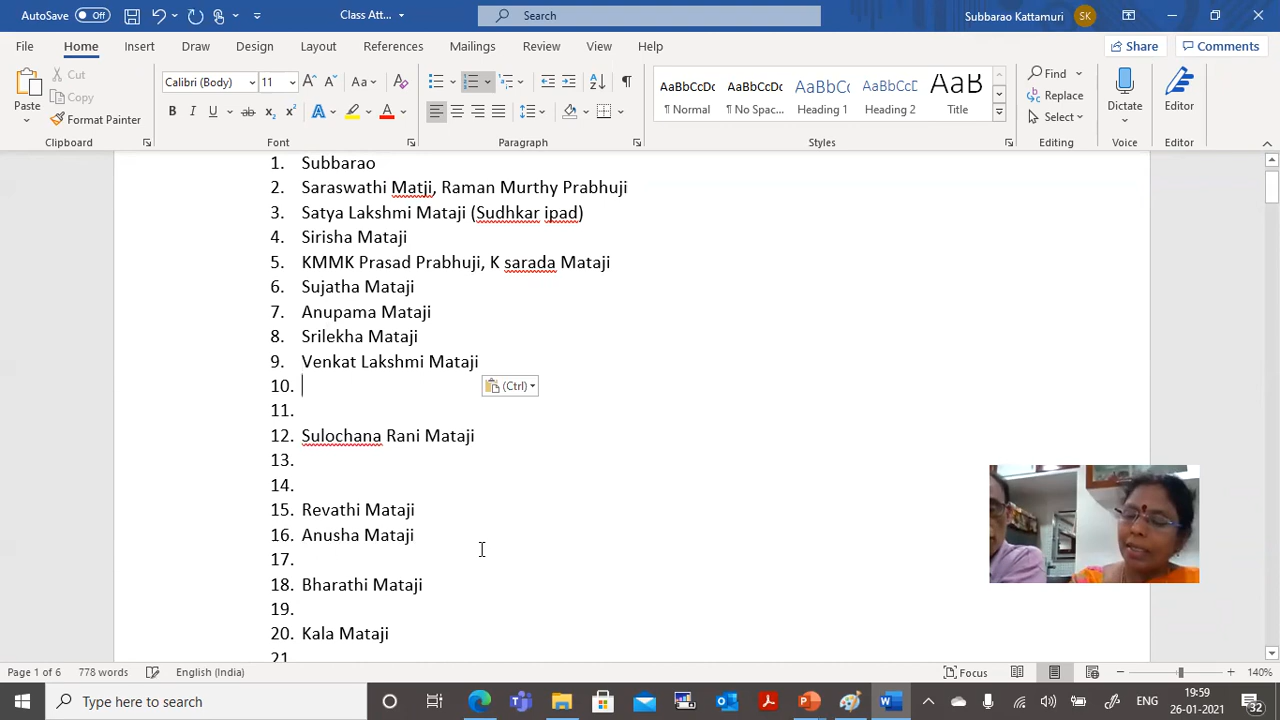 AutoSave Off Class Att... Search Subbarao Kattamuri SK
File Home Insert Draw Design Layout References Mailings Review View Help Share Comments
Paste Cut Copy Format Painter Calibri (Body) 11 Aa
AaBbCcDc AaBbCcDc AaBbCc AaBbCcE AaB
¶ Normal ¶ No Spac... Heading 1 Heading 2 Title
Find Replace Select Dictate Editor
Clipboard Font Paragraph Styles Editing Voice Editor
1. Subbarao
2. Saraswathi Matji, Raman Murthy Prabhuji
3. Satya Lakshmi Mataji (Sudhkar ipad)
4. Sirisha Mataji
5. KMMK Prasad Prabhuji, K sarada Mataji
6. Sujatha Mataji
7. Anupama Mataji
8. Srilekha Mataji
9. Venkat Lakshmi Mataji
10. (Ctrl)
11.
12. Sulochana Rani Mataji
13.
14.
15. Revathi Mataji
16. Anusha Mataji
17.
18. Bharathi Mataji
19.
20. Kala Mataji
21.
Page 1 of 6 778 words English (India) Focus 140%
Type here to search ENG 19:59
26-01-2021 32